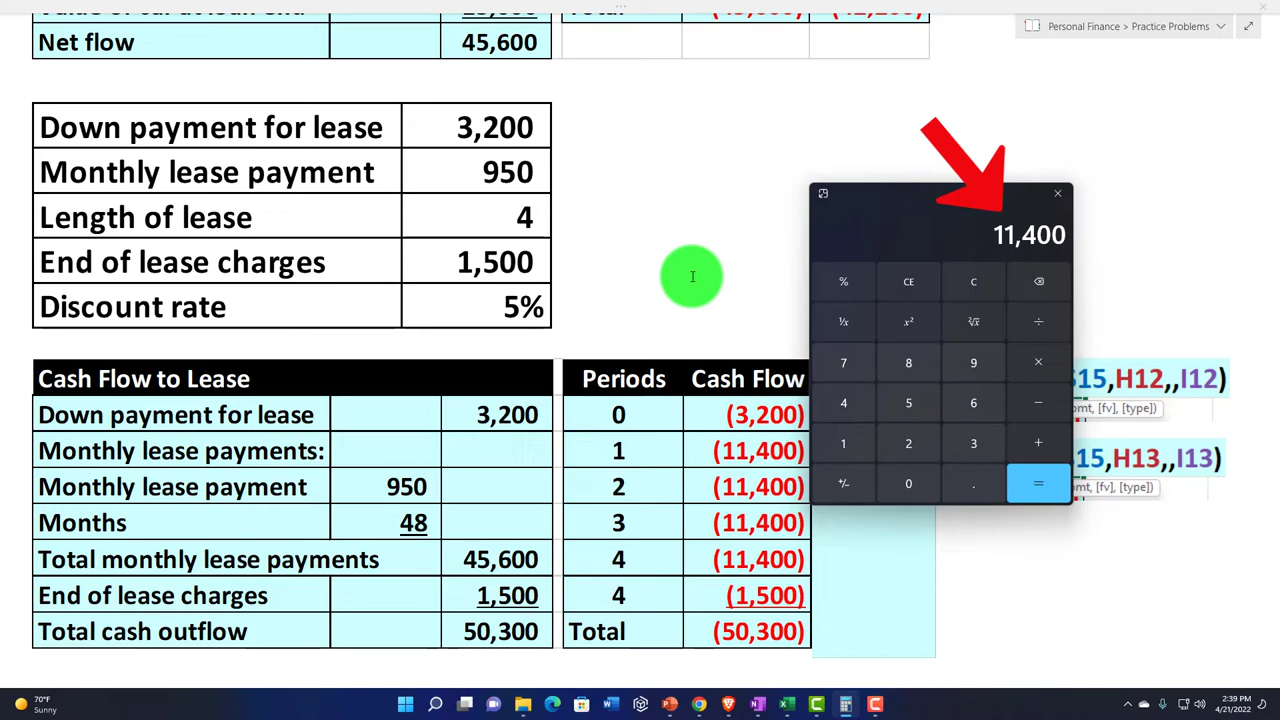 Personal Finance > Practice Problems
Net flow 45,600
Down payment for lease 3,200
Monthly lease payment 950
Length of lease 4
End of lease charges 1,500
Discount rate 5%
11,400
% CE C
¹/x x² ²√x ÷
7 8 9 ×
4 5 6 −
1 2 3 +
+/− 0 . =
Cash Flow to Lease Periods Cash Flow
Down payment for lease 3,200 0 (3,200)
Monthly lease payments: 1 (11,400)
Monthly lease payment 950 2 (11,400)
Months 48 3 (11,400)
Total monthly lease payments 45,600 4 (11,400)
End of lease charges 1,500 4 (1,500)
Total cash outflow 50,300 Total (50,300)
15,H12,,I12)
omt, [fv], [type])
15,H13,,I13)
omt, [fv], [type])
70°F
Sunny
2:39 PM
4/21/2022